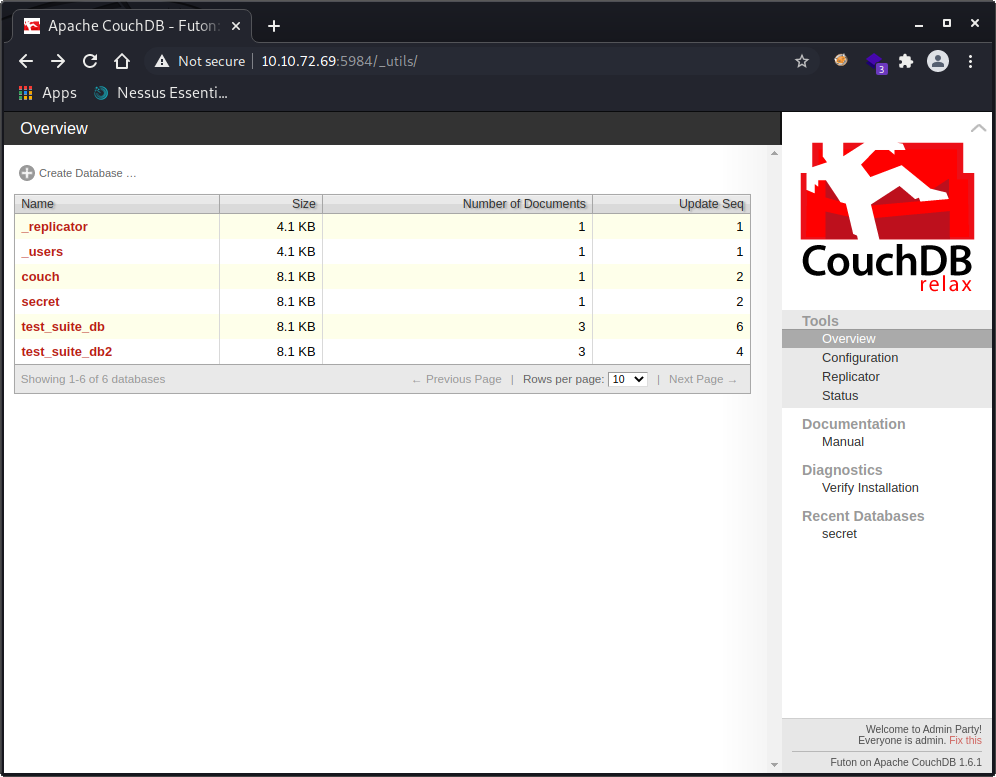 Apache CouchDB - Futon:
Not secure 10.10.72.69:5984/_utils/
3
Apps Nessus Essenti…
Overview
Create Database …
Name Size Number of Documents Update Seq
_replicator 4.1 KB 1 1
_users 4.1 KB 1 1
couch 8.1 KB 1 2
secret 8.1 KB 1 2
test_suite_db 8.1 KB 3 6
test_suite_db2 8.1 KB 3 4
Showing 1-6 of 6 databases ← Previous Page | Rows per page: 10 | Next Page →
CouchDB
relax
Tools
Overview
Configuration
Replicator
Status
Documentation
Manual
Diagnostics
Verify Installation
Recent Databases
secret
Welcome to Admin Party!
Everyone is admin. Fix this
Futon on Apache CouchDB 1.6.1